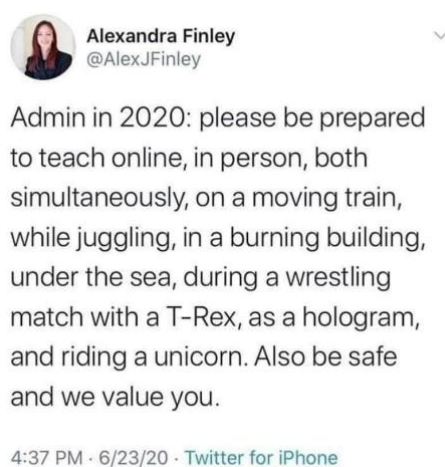 Alexandra Finley
@AlexJFinley
Admin in 2020: please be prepared
to teach online, in person, both
simultaneously, on a moving train,
while juggling, in a burning building,
under the sea, during a wrestling
match with a T-Rex, as a hologram,
and riding a unicorn. Also be safe
and we value you.
4:37 PM · 6/23/20 · Twitter for iPhone